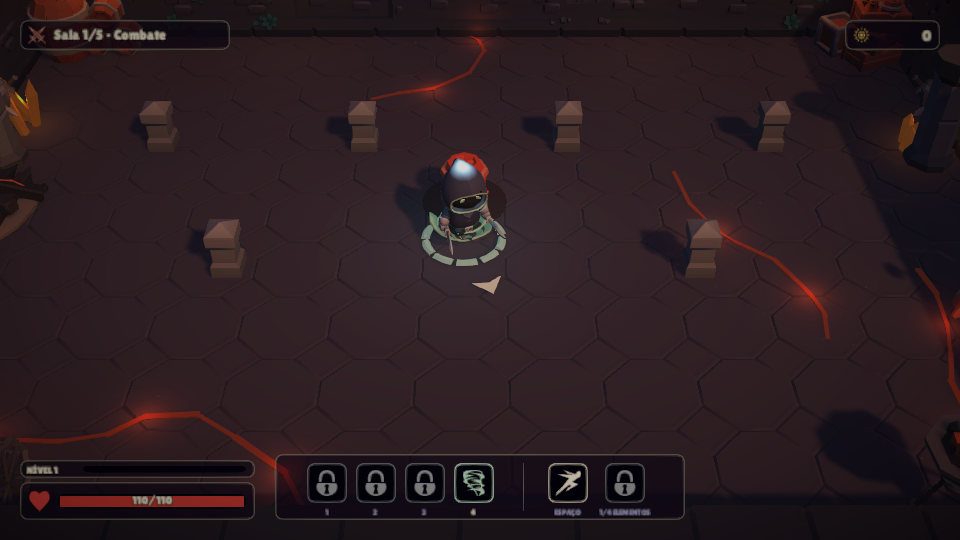 Sala 1/5 - Combate
0
NÍVEL 1
110/110
1
2
3
4
ESPAÇO
1/4 ELEMENTOS